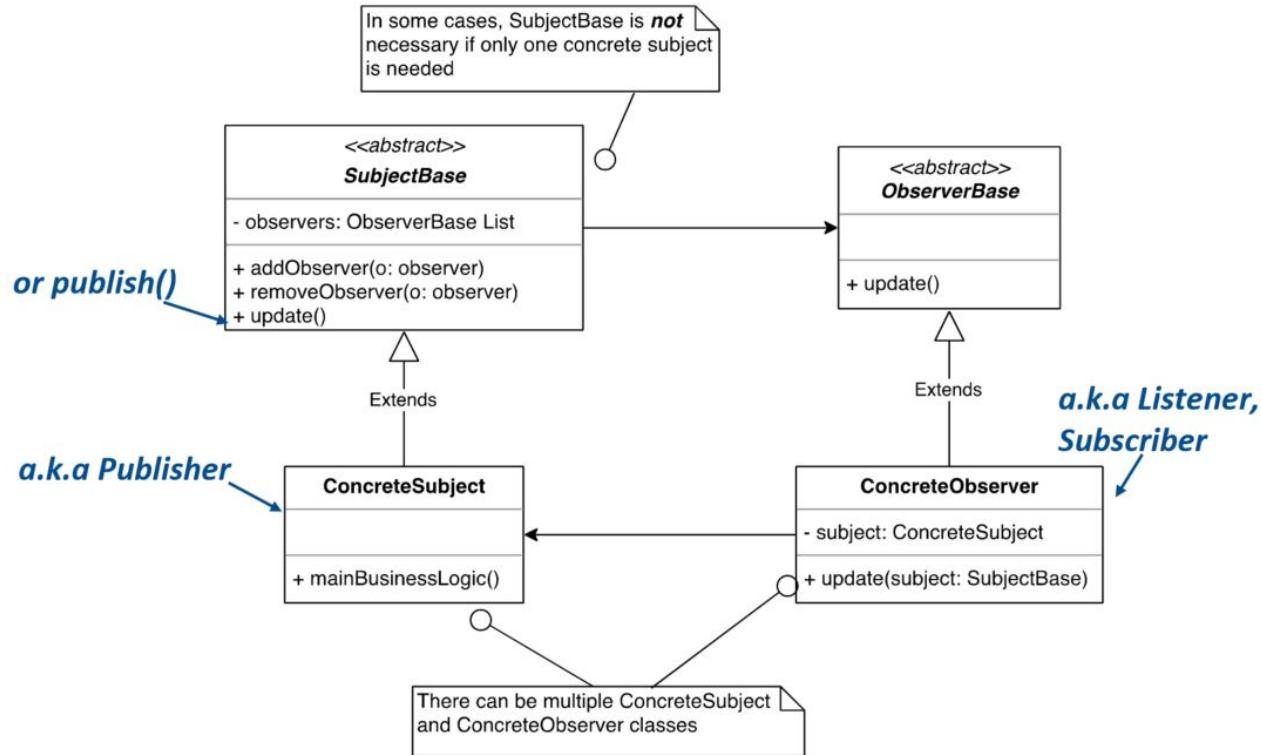 In some cases, SubjectBase is not
necessary if only one concrete subject
is needed
<<abstract>>
SubjectBase
- observers: ObserverBase List
+ addObserver(o: observer)
+ removeObserver(o: observer)
+ update()
or publish()
<<abstract>>
ObserverBase
+ update()
Extends
Extends
a.k.a Listener,
Subscriber
a.k.a Publisher
ConcreteSubject
+ mainBusinessLogic()
ConcreteObserver
- subject: ConcreteSubject
+ update(subject: SubjectBase)
There can be multiple ConcreteSubject
and ConcreteObserver classes